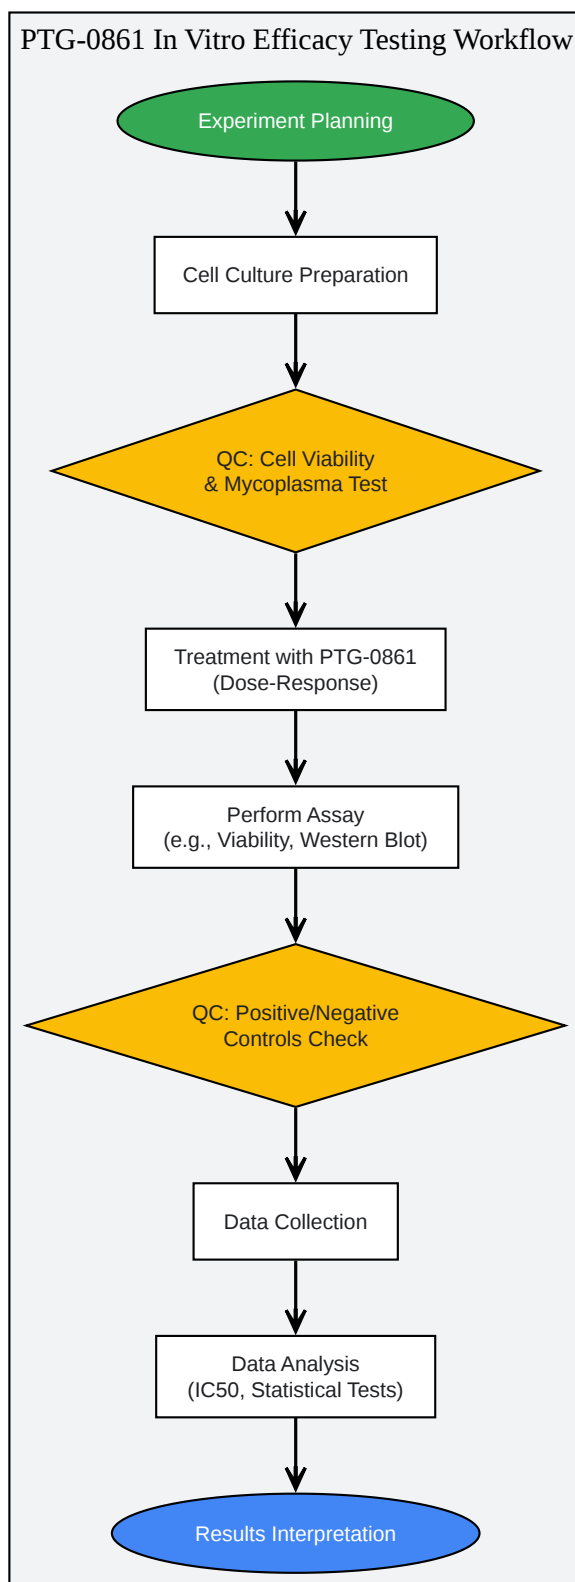 PTG-0861 In Vitro Efficacy Testing Workflow
Experiment Planning
Cell Culture Preparation
QC: Cell Viability
& Mycoplasma Test
Treatment with PTG-0861
(Dose-Response)
Perform Assay
(e.g., Viability, Western Blot)
QC: Positive/Negative
Controls Check
Data Collection
Data Analysis
(IC50, Statistical Tests)
Results Interpretation